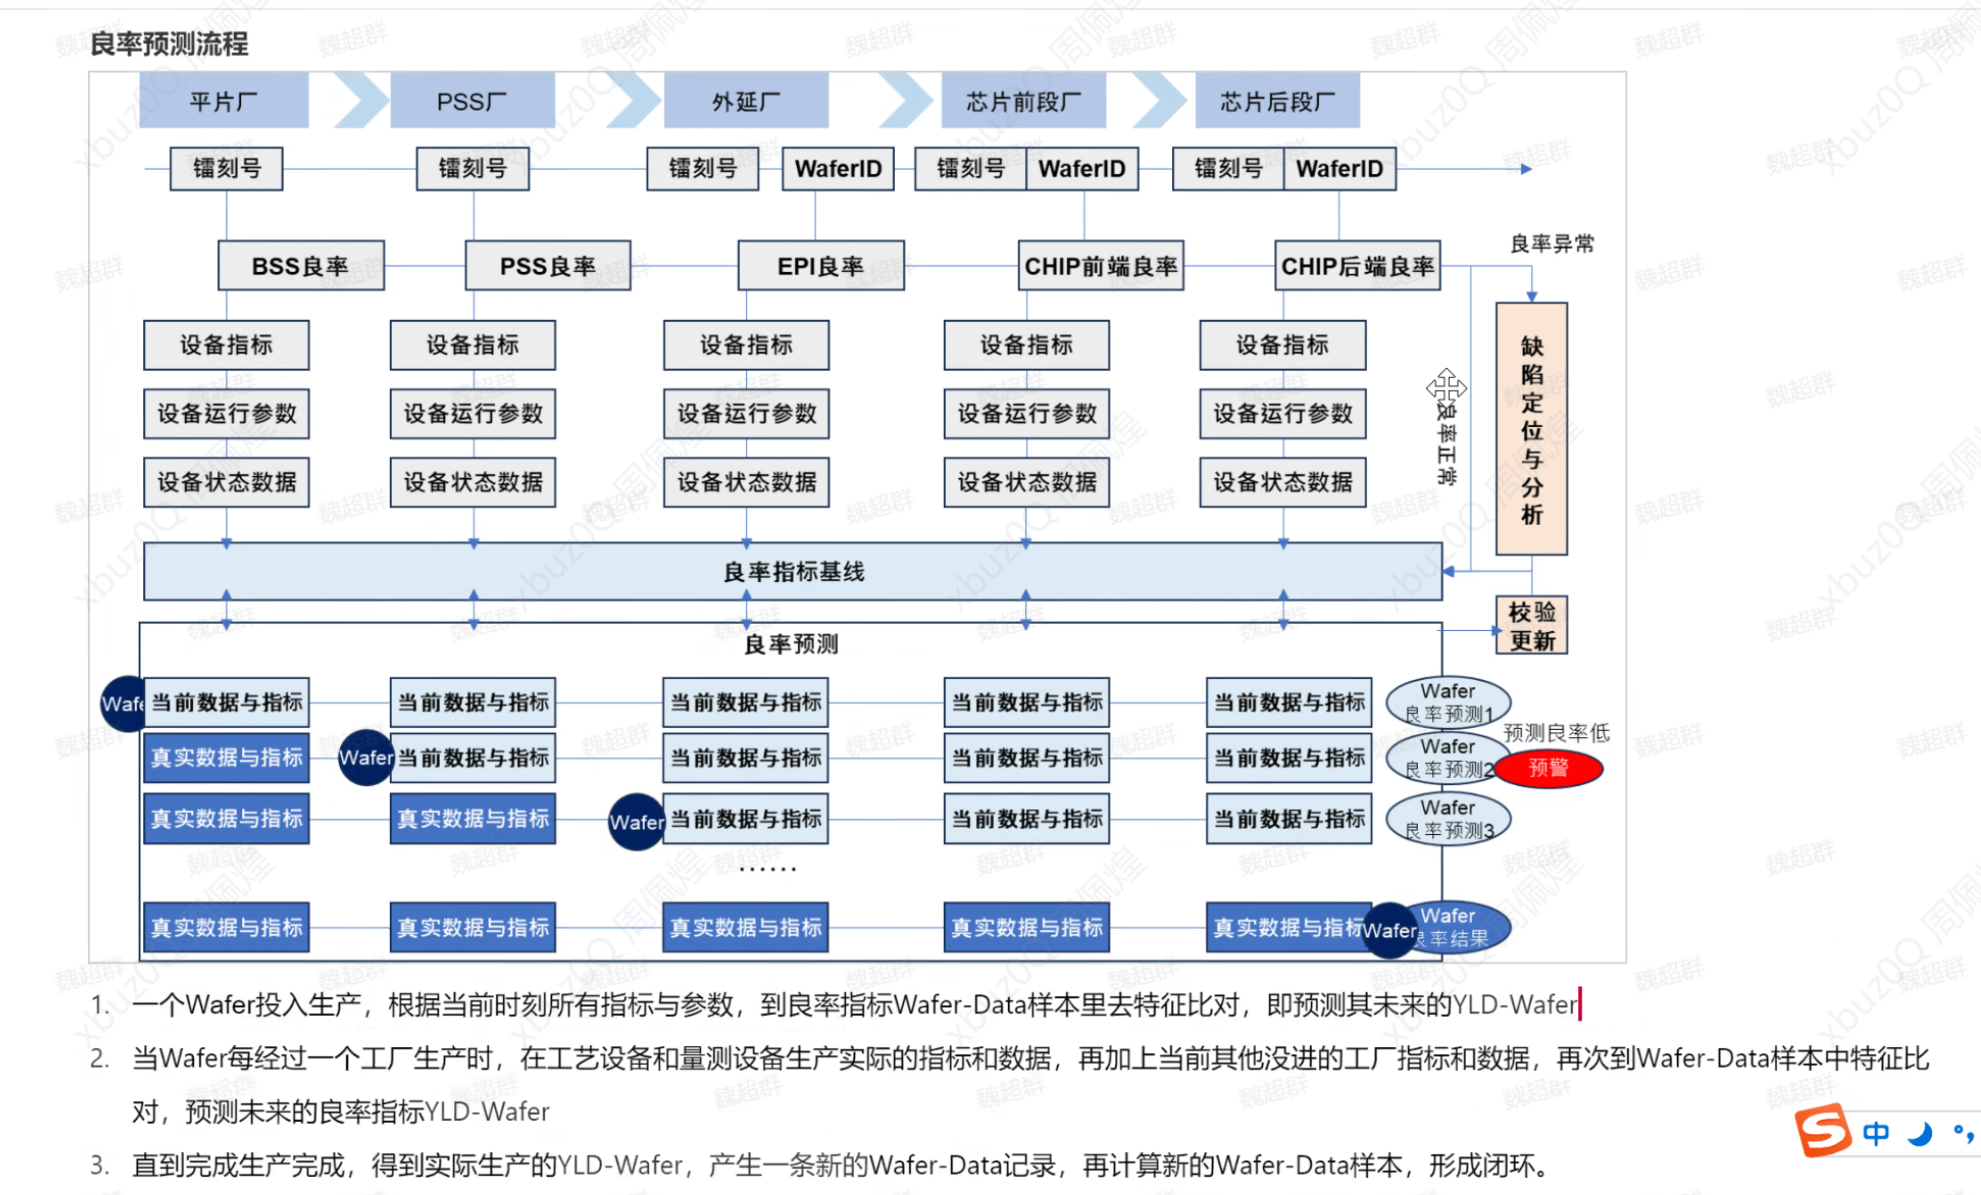 良率预测流程
平片厂 PSS厂 外延厂 芯片前段厂 芯片后段厂
镭刻号 镭刻号 镭刻号 WaferID 镭刻号 WaferID 镭刻号 WaferID
良率异常
BSS良率 PSS良率 EPI良率 CHIP前端良率 CHIP后端良率
设备指标 设备指标 设备指标 设备指标 设备指标
设备运行参数 设备运行参数 设备运行参数 设备运行参数 设备运行参数
设备状态数据 设备状态数据 设备状态数据 设备状态数据 设备状态数据
良率正常
缺陷定位与分析
良率指标基线
校验
更新
良率预测
Wafe 当前数据与指标 当前数据与指标 当前数据与指标 当前数据与指标 当前数据与指标 Wafer
良率预测1
预测良率低
真实数据与指标 Wafer 当前数据与指标 当前数据与指标 当前数据与指标 当前数据与指标 Wafer
良率预测2 预警
真实数据与指标 真实数据与指标 Wafer 当前数据与指标 当前数据与指标 当前数据与指标 Wafer
良率预测3
······
真实数据与指标 真实数据与指标 真实数据与指标 真实数据与指标 真实数据与指标 Wafer Wafer
良率结果
1. 一个Wafer投入生产，根据当前时刻所有指标与参数，到良率指标Wafer-Data样本里去特征比对，即预测其未来的YLD-Wafer
2. 当Wafer每经过一个工厂生产时，在工艺设备和量测设备生产实际的指标和数据，再加上当前其他没进的工厂指标和数据，再次到Wafer-Data样本中特征比
对，预测未来的良率指标YLD-Wafer
3. 直到完成生产完成，得到实际生产的YLD-Wafer，产生一条新的Wafer-Data记录，再计算新的Wafer-Data样本，形成闭环。
S 中
魏超群
xbuz0Q 周佩煌